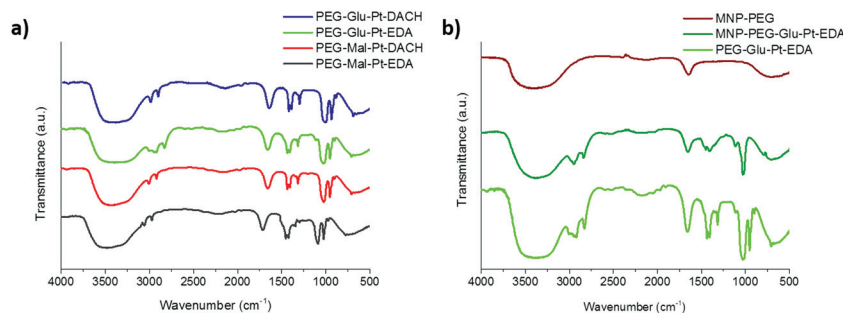 a)
PEG-Glu-Pt-DACH
PEG-Glu-Pt-EDA
PEG-Mal-Pt-DACH
PEG-Mal-Pt-EDA
Transmittance (a.u.)
4000 3500 3000 2500 2000 1500 1000 500
Wavenumber (cm⁻¹)
b)
MNP-PEG
MNP-PEG-Glu-Pt-EDA
PEG-Glu-Pt-EDA
Transmittance (a.u.)
4000 3500 3000 2500 2000 1500 1000 500
Wavenumber (cm⁻¹)